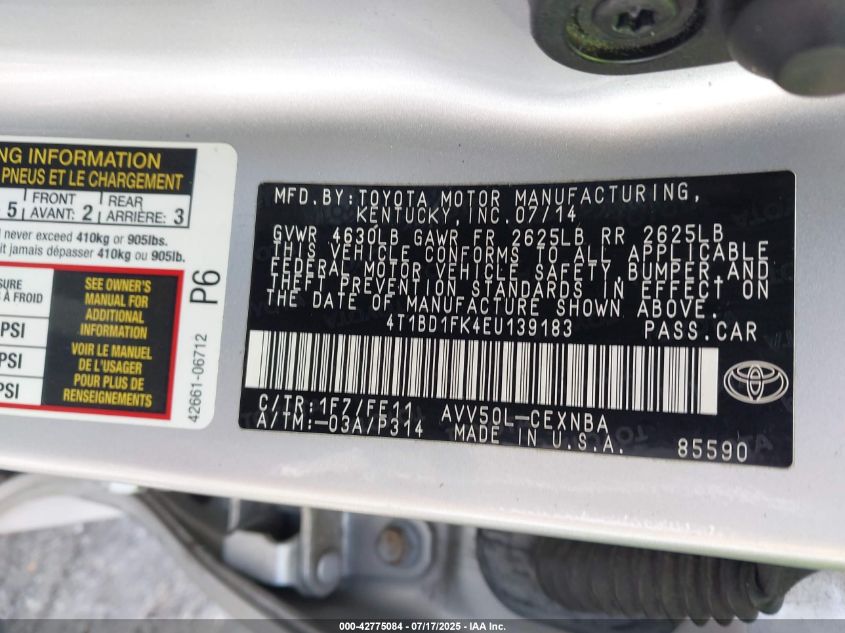 NG INFORMATION
PNEUS ET LE CHARGEMENT
5 FRONT AVANT: 2 REAR ARRIÈRE: 3
never exceed 410kg or 905lbs.
it jamais dépasser 410kg ou 905lb.
SURE
À FROID
PSI
PSI
SEE OWNER'S
MANUAL FOR
ADDITIONAL
INFORMATION
VOIR LE MANUEL
DE POUR PLUS DE
RENSEIGNEMENTS
P6
42661-06712
MFD.BY:TOYOTA MOTOR MANUFACTURING,
KENTUCKY,INC.07/14
GVWR 4630LB GAWR FR 2625LB RR 2625LB
THIS VEHICLE CONFORMS TO ALL APPLICABLE
FEDERAL MOTOR VEHICLE SAFETY,BUMPER,AND
THEFT PREVENTION STANDARDS IN EFFECT ON
THE DATE OF MANUFACTURE SHOWN ABOVE.
4T1BD1FK4EU139183 PASS.CAR
C/TR:1F7/FE11 AVV50L-CEXNBA
A/TM:-03A/P314 MADE IN U.S.A.
85590
000-42775084 - 07/17/2025 - IAA Inc.